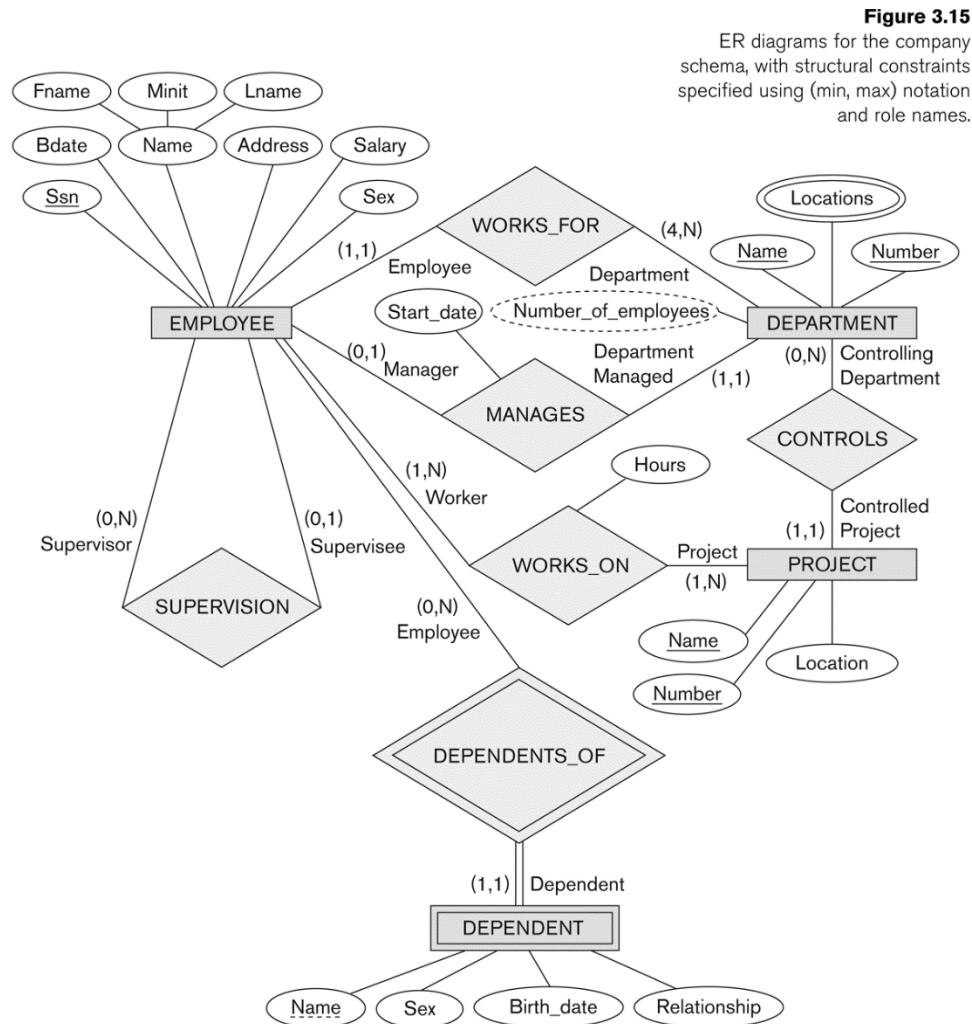 Figure 3.15
ER diagrams for the company
schema, with structural constraints
specified using (min, max) notation
and role names.
Fname
Minit
Lname
Bdate
Name
Address
Salary
Ssn
Sex
WORKS_FOR
Locations
Name
Number
(1,1)
Employee
(4,N)
Department
Start_date
Number_of_employees
EMPLOYEE
DEPARTMENT
(0,1)
Manager
Department
Managed
(1,1)
MANAGES
(0,N)
Controlling
Department
CONTROLS
Hours
(1,N)
Worker
(0,N)
Supervisor
(0,1)
Supervisee
SUPERVISION
WORKS_ON
Project
(1,N)
Controlled
Project
(1,1)
PROJECT
Name
Number
Location
(0,N)
Employee
DEPENDENTS_OF
(1,1)
Dependent
DEPENDENT
Name
Sex
Birth_date
Relationship